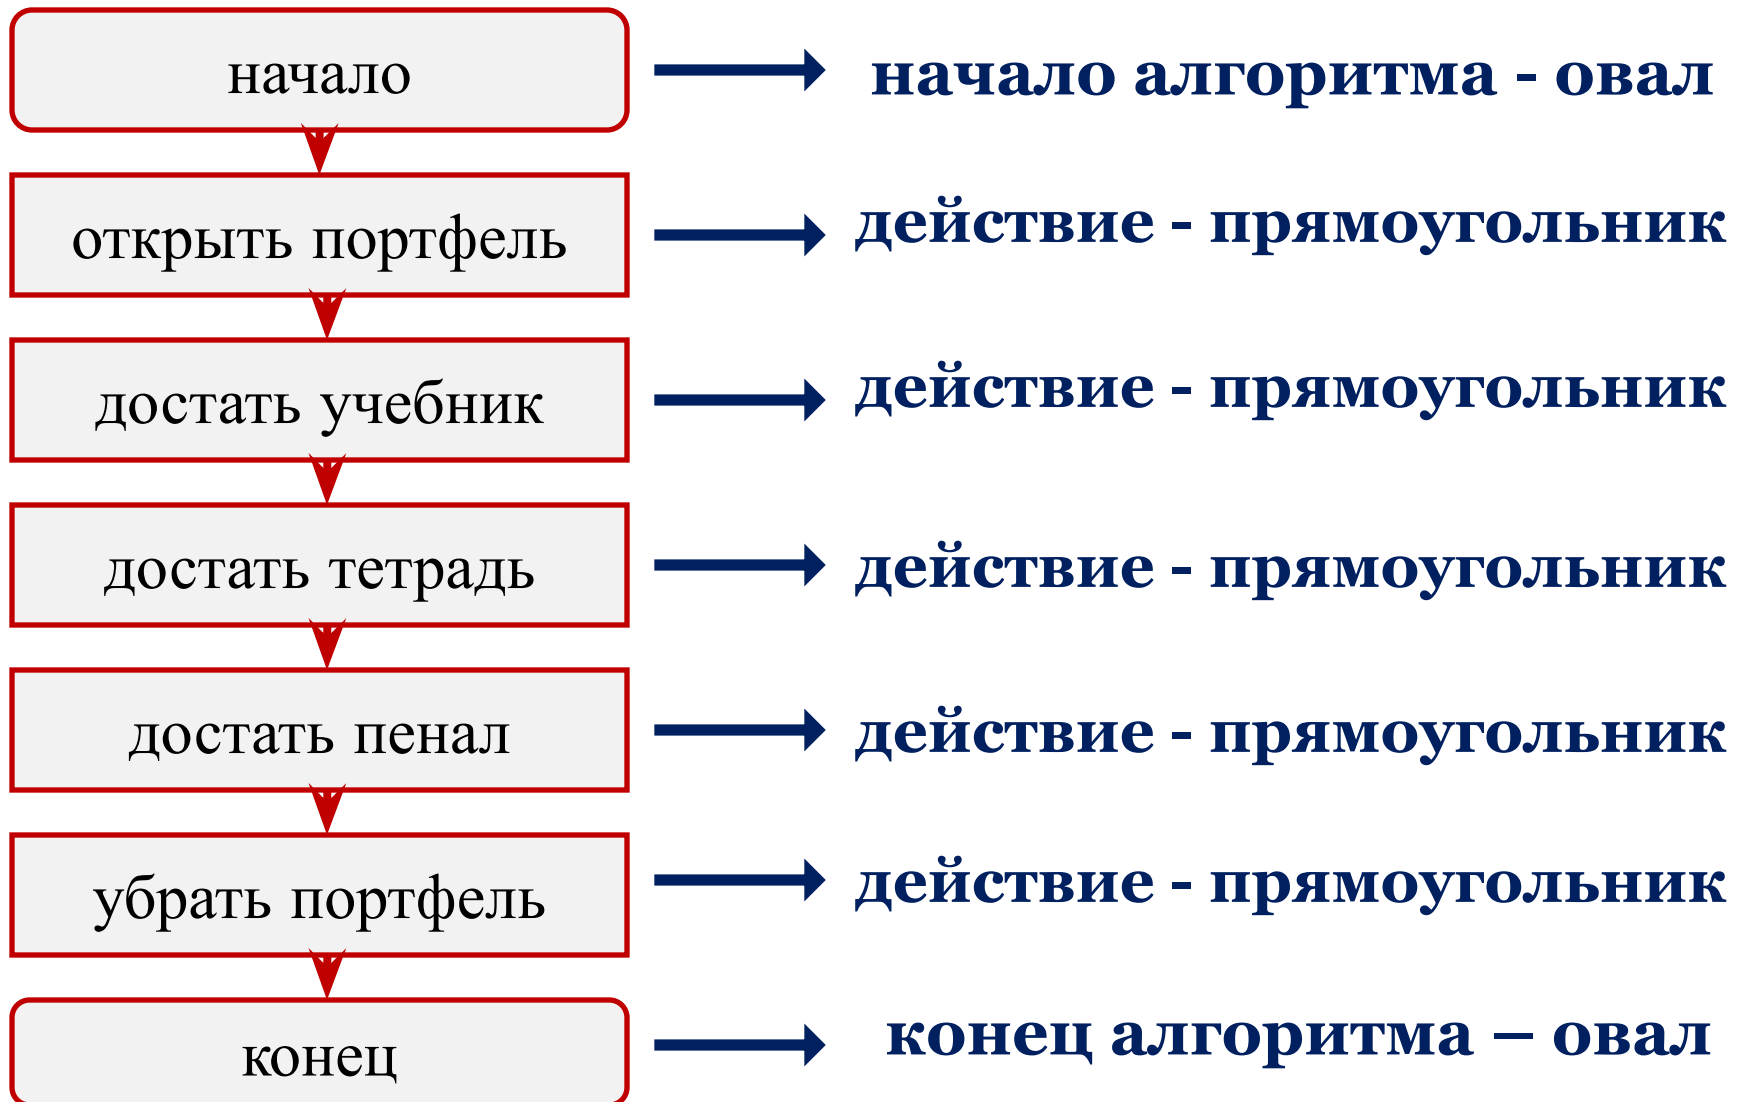 начало
начало алгоритма - овал
открыть портфель
действие - прямоугольник
достать учебник
действие - прямоугольник
достать тетрадь
действие - прямоугольник
достать пенал
действие - прямоугольник
убрать портфель
действие - прямоугольник
конец
конец алгоритма – овал